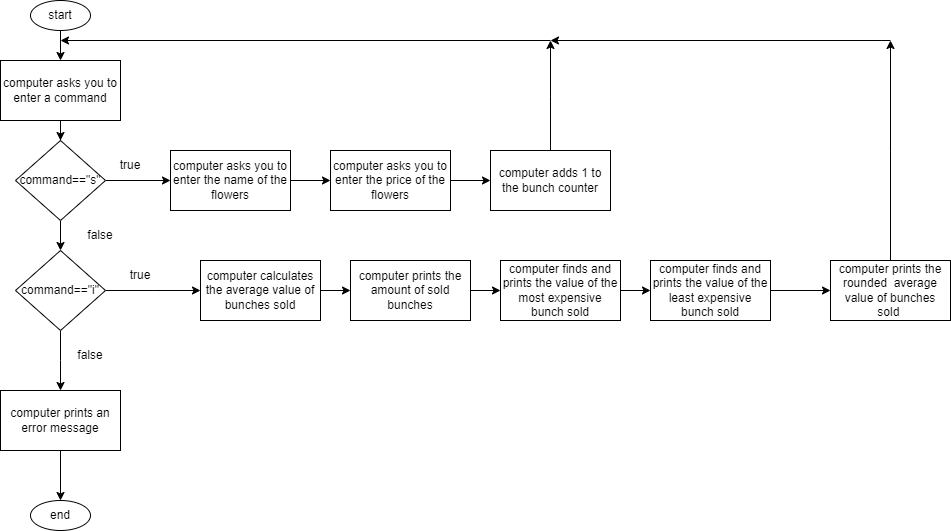 start
computer asks you to
enter a command
command=="s"
true
computer asks you to
enter the name of the
flowers
computer asks you to
enter the price of the
flowers
computer adds 1 to
the bunch counter
false
command=="i"
true
computer calculates
the average value of
bunches sold
computer prints the
amount of sold
bunches
computer finds and
prints the value of the
most expensive
bunch sold
computer finds and
prints the value of the
least expensive
bunch sold
computer prints the
rounded average
value of bunches
sold
false
computer prints an
error message
end